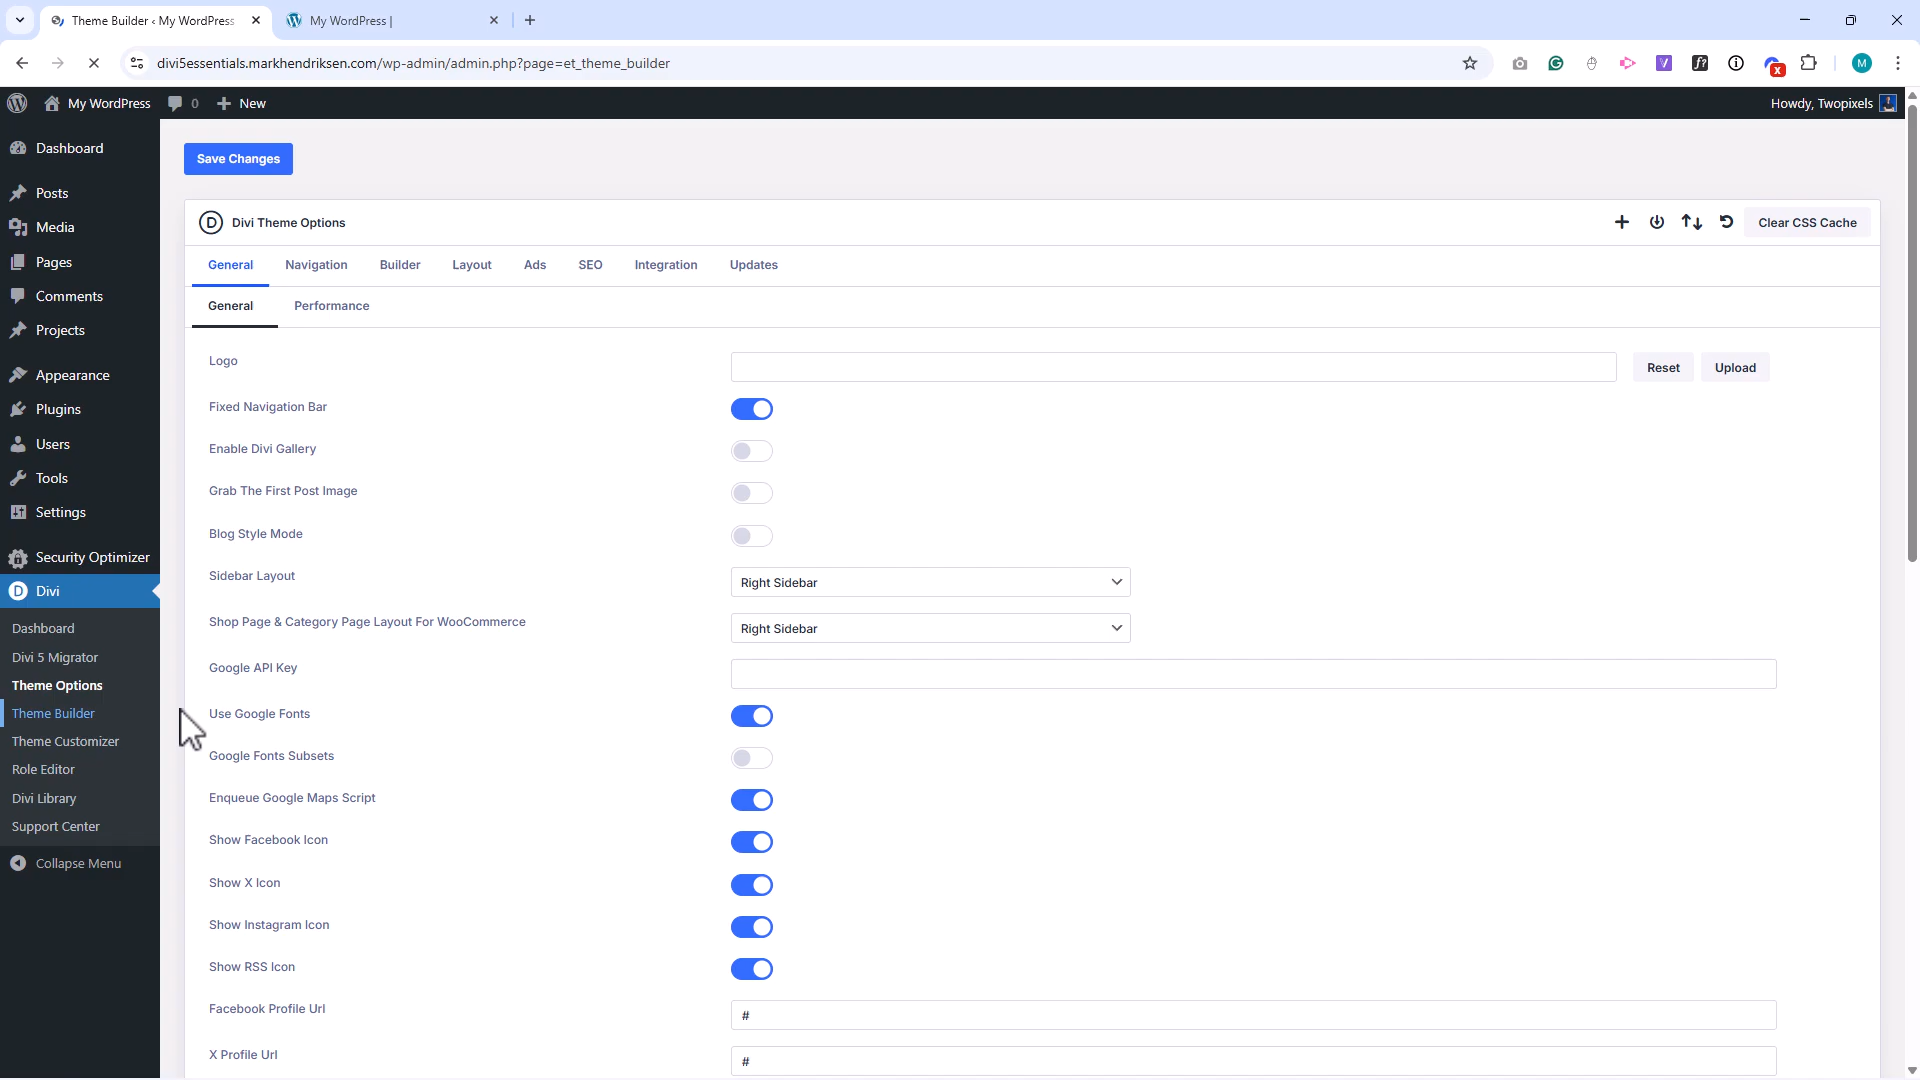 Theme Builder ‹ My WordPress
My WordPress |
divi5essentials.markhendriksen.com/wp-admin/admin.php?page=et_theme_builder
M
My WordPress
0
New
Howdy, Twopixels
Dashboard
Posts
Media
Pages
Comments
Projects
Appearance
Plugins
Users
Tools
Settings
Security Optimizer
Divi
Dashboard
Divi 5 Migrator
Theme Options
Theme Builder
Theme Customizer
Role Editor
Divi Library
Support Center
Collapse Menu
Save Changes
D Divi Theme Options
Clear CSS Cache
General Navigation Builder Layout Ads SEO Integration Updates
General Performance
Logo
Reset Upload
Fixed Navigation Bar
Enable Divi Gallery
Grab The First Post Image
Blog Style Mode
Sidebar Layout
Right Sidebar
Shop Page & Category Page Layout For WooCommerce
Right Sidebar
Google API Key
Use Google Fonts
Google Fonts Subsets
Enqueue Google Maps Script
Show Facebook Icon
Show X Icon
Show Instagram Icon
Show RSS Icon
Facebook Profile Url
#
X Profile Url
#